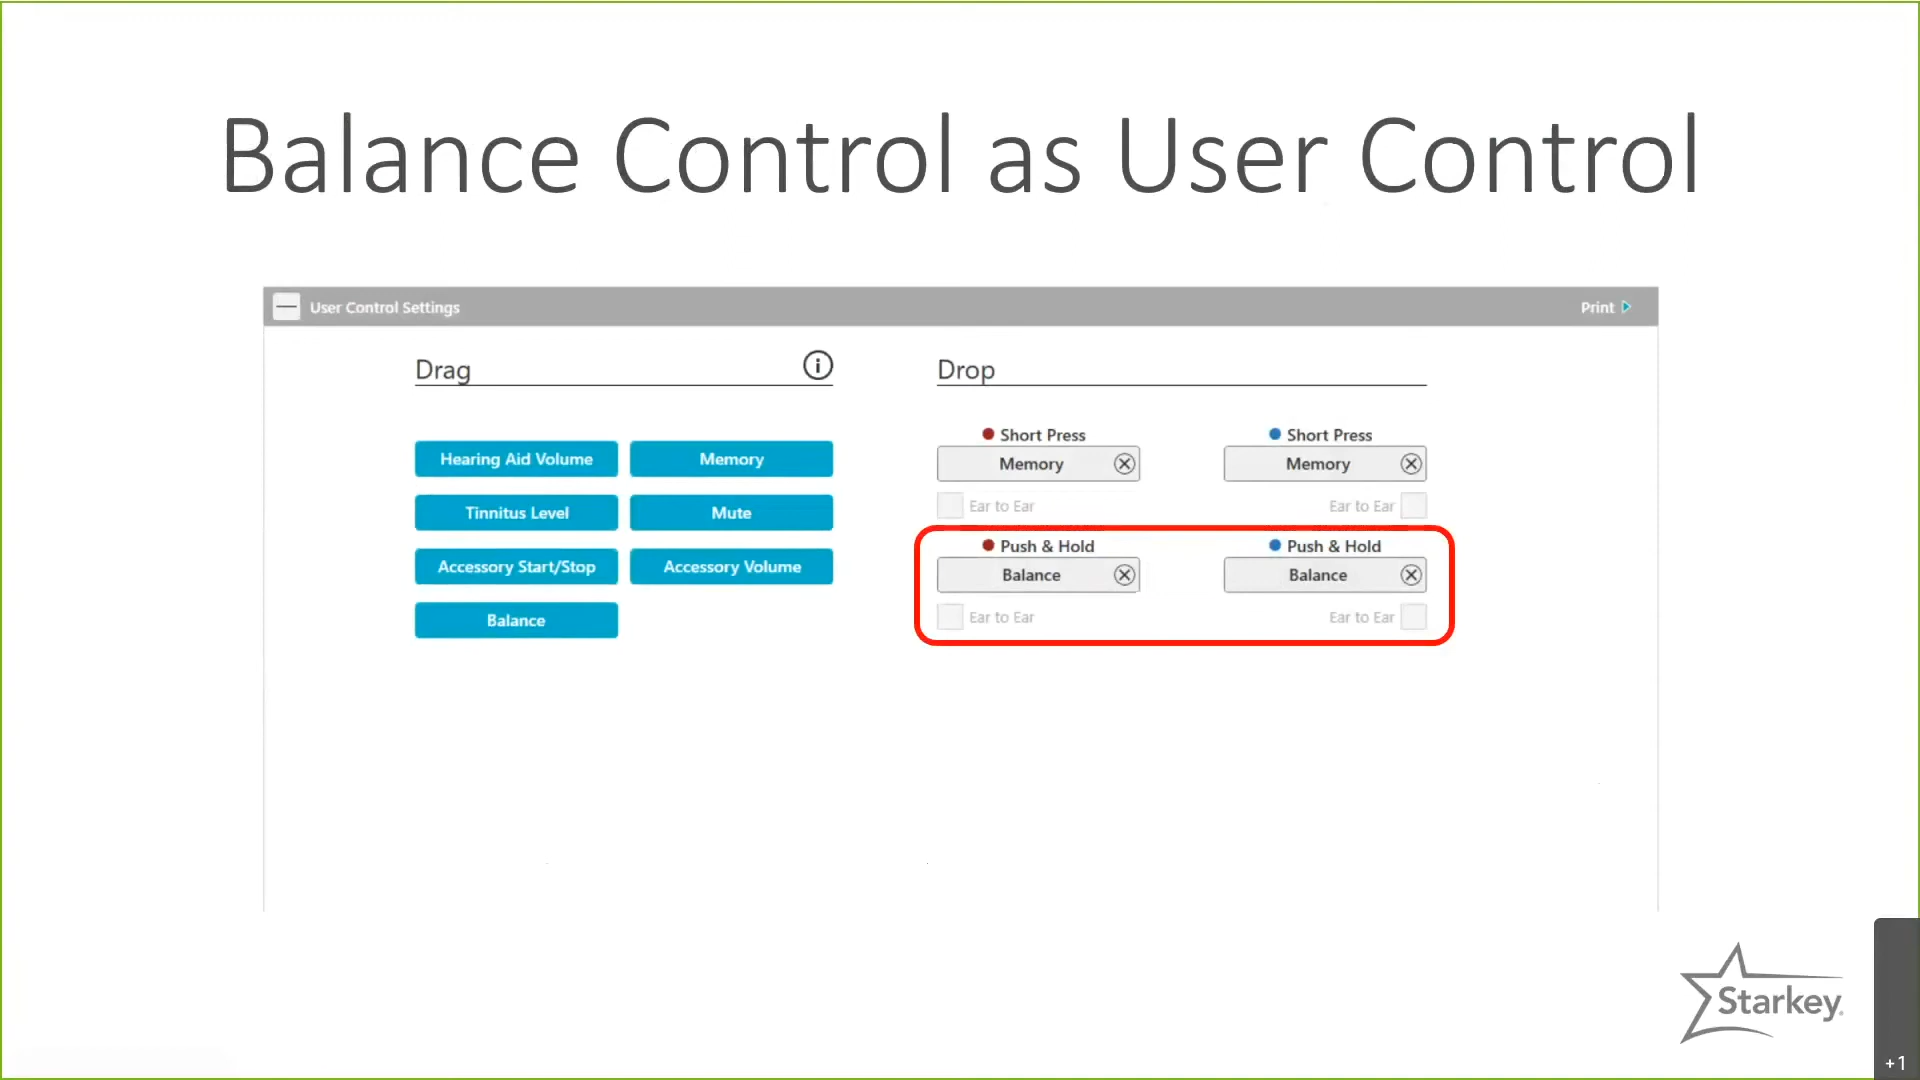 Balance Control as User Control
User Control Settings
Print
Drag
Drop
Hearing Aid Volume
Memory
Tinnitus Level
Mute
Accessory Start/Stop
Accessory Volume
Balance
Short Press
Short Press
Memory
Memory
Ear to Ear
Ear to Ear
Push & Hold
Push & Hold
Balance
Balance
Ear to Ear
Ear to Ear
Starkey
+1